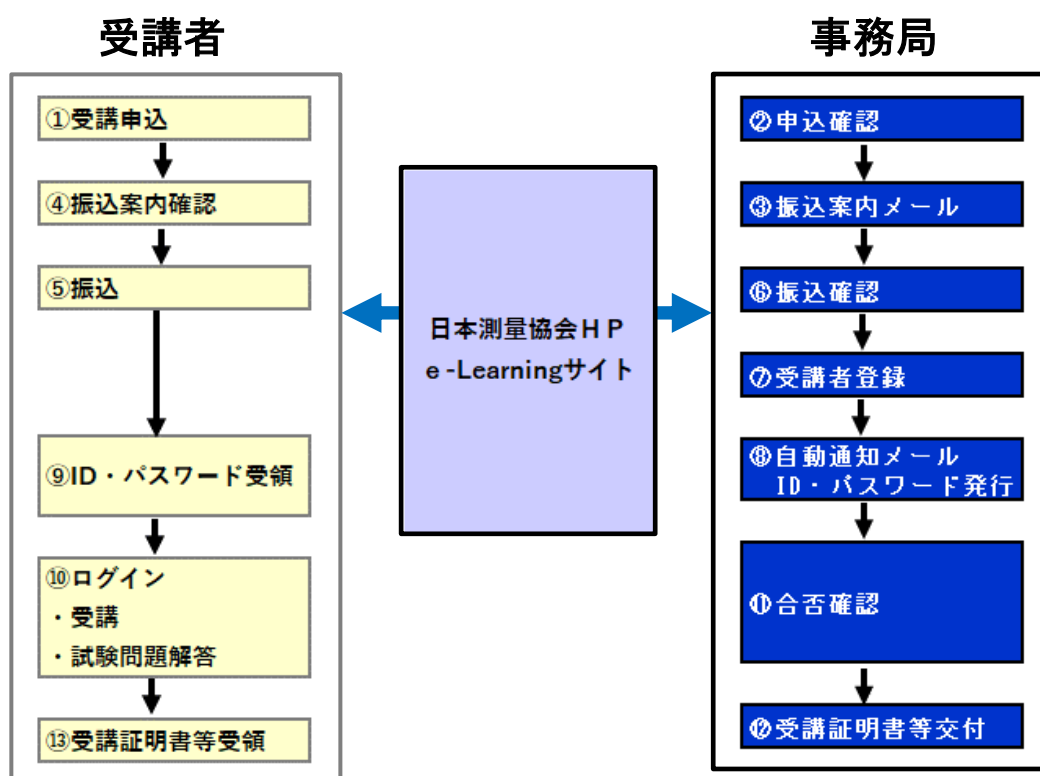 受講者
①受講申込
④振込案内確認
⑤振込
⑨ID・パスワード受領
⑩ログイン
・受講
・試験問題解答
⑬受講証明書等受領
日本測量協会ＨＰ
ｅ-Learningサイト
事務局
②申込確認
③振込案内メール
⑥振込確認
⑦受講者登録
⑧自動通知メール
ID・パスワード発行
⑪合否確認
⑫受講証明書等交付